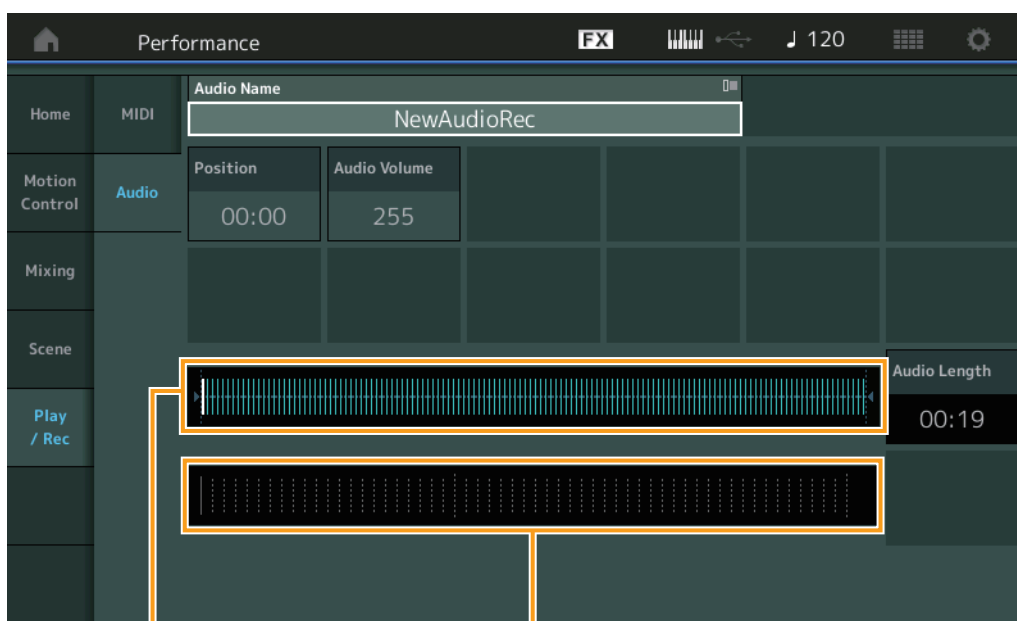 Performance
FX
♩ 120
Home
MIDI
Audio Name
NewAudioRec
Motion
Control
Audio
Position
Audio Volume
00:00
255
Mixing
Scene
Audio Length
Play
/ Rec
00:19